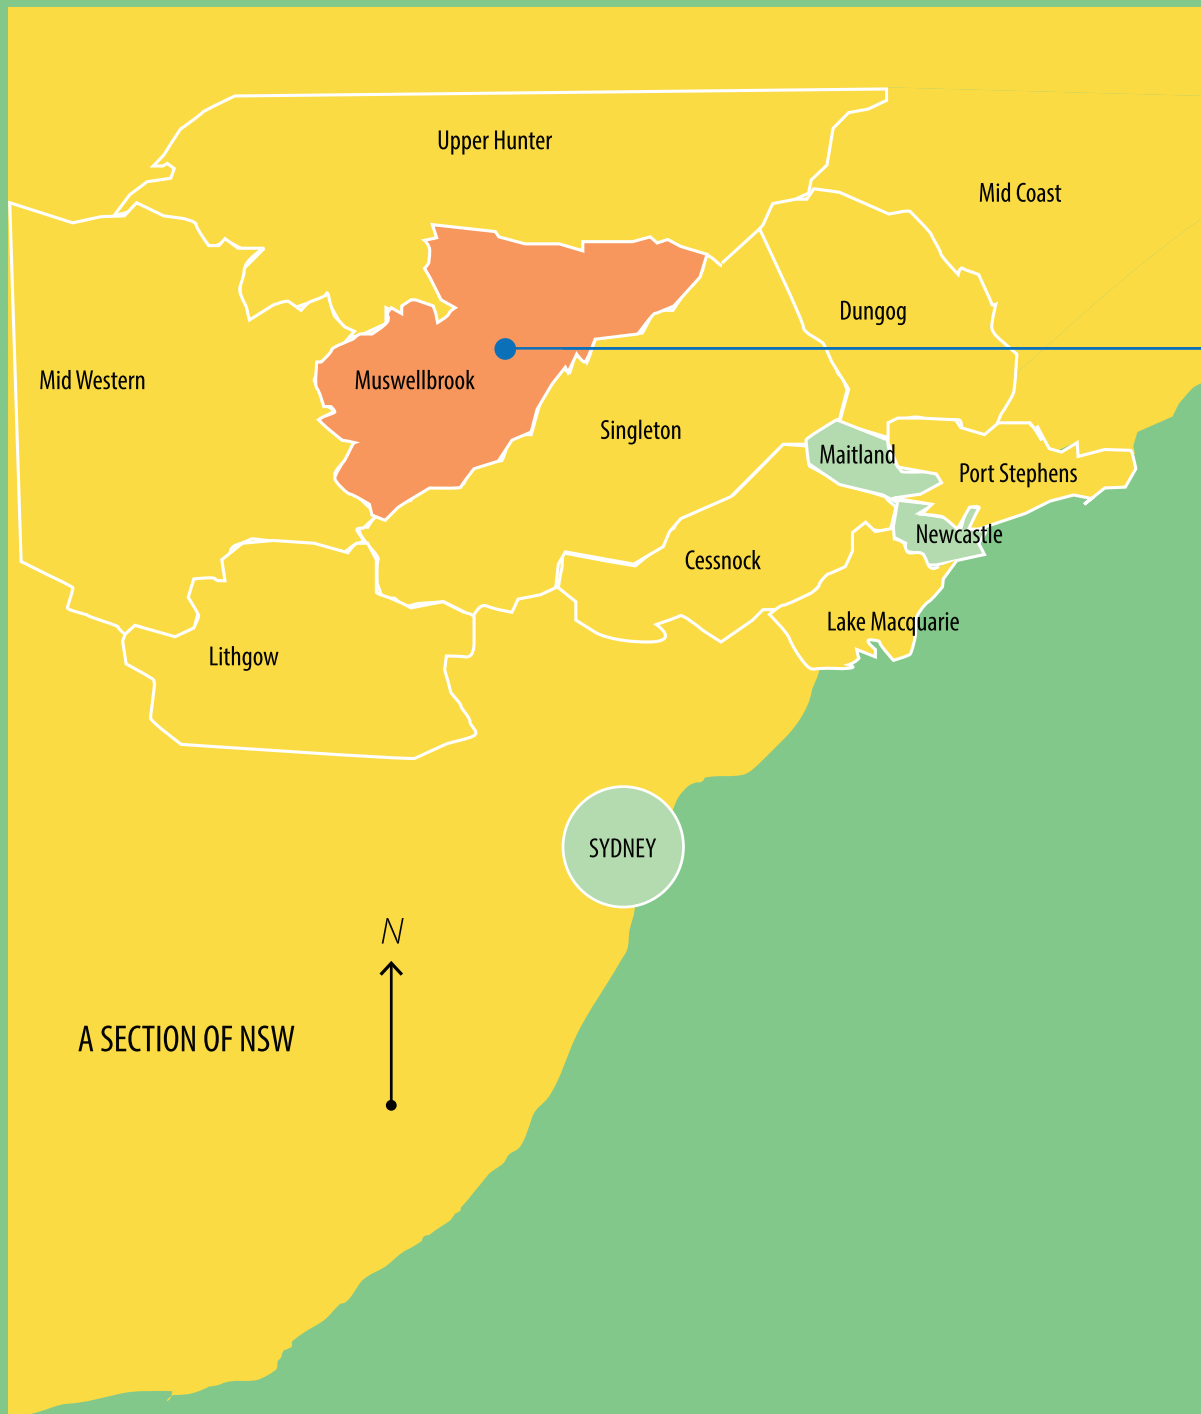 Upper Hunter
Mid Coast
Dungog
Mid Western
Muswellbrook
Singleton
Maitland
Port Stephens
Newcastle
Cessnock
Lake Macquarie
Lithgow
SYDNEY
N
A SECTION OF NSW